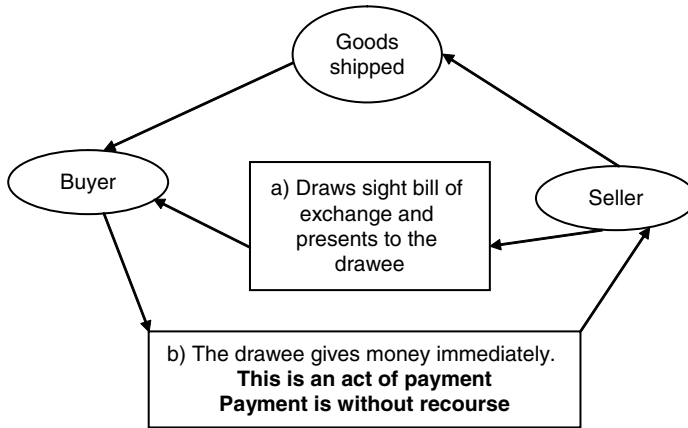 Goods
shipped
Buyer
a) Draws sight bill of
exchange and
presents to the
drawee
Seller
b) The drawee gives money immediately.
This is an act of payment
Payment is without recourse